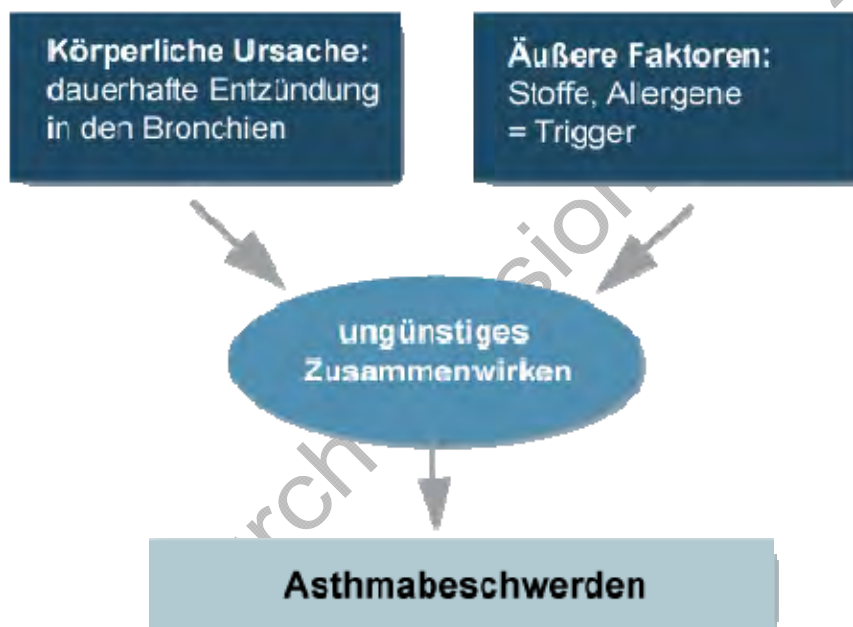 Körperliche Ursache:
dauerhafte Entzündung
in den Bronchien
Äußere Faktoren:
Stoffe, Allergene
= Trigger
ungünstiges
Zusammenwirken
Asthmabeschwerden